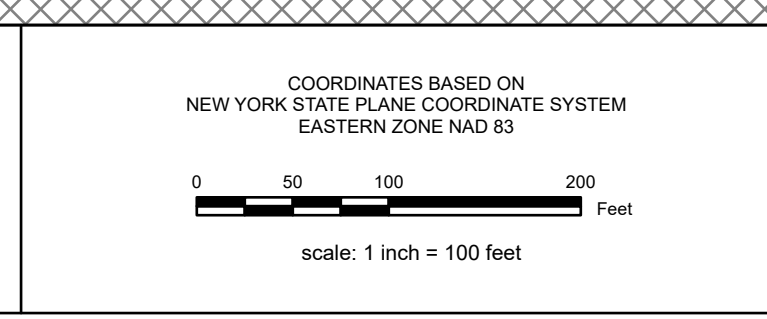 COORDINATES BASED ON
NEW YORK STATE PLANE COORDINATE SYSTEM
EASTERN ZONE NAD 83
0 50 100 200
Feet
scale: 1 inch = 100 feet